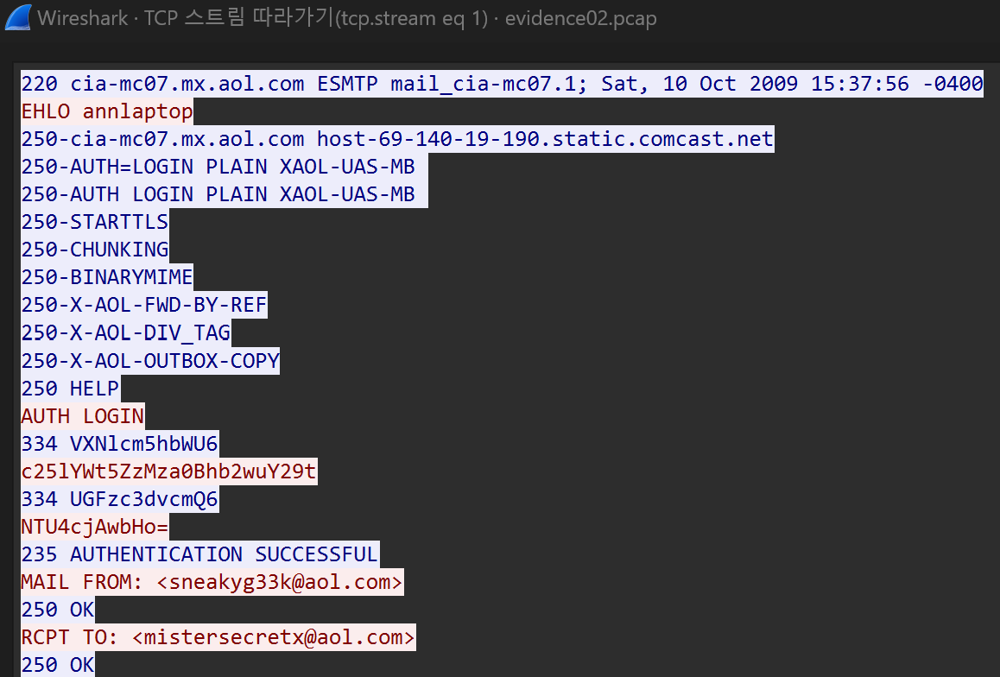 Wireshark · TCP 스트림 따라가기(tcp.stream eq 1) · evidence02.pcap
220 cia-mc07.mx.aol.com ESMTP mail_cia-mc07.1; Sat, 10 Oct 2009 15:37:56 -0400
EHLO annlaptop
250-cia-mc07.mx.aol.com host-69-140-19-190.static.comcast.net
250-AUTH=LOGIN PLAIN XAOL-UAS-MB
250-AUTH LOGIN PLAIN XAOL-UAS-MB
250-STARTTLS
250-CHUNKING
250-BINARYMIME
250-X-AOL-FWD-BY-REF
250-X-AOL-DIV_TAG
250-X-AOL-OUTBOX-COPY
250 HELP
AUTH LOGIN
334 VXNlcm5hbWU6
c25lYWt5ZzMza0Bhb2wuY29t
334 UGFzc3dvcmQ6
NTU4cjAwbHo=
235 AUTHENTICATION SUCCESSFUL
MAIL FROM: <sneakyg33k@aol.com>
250 OK
RCPT TO: <mistersecretx@aol.com>
250 OK